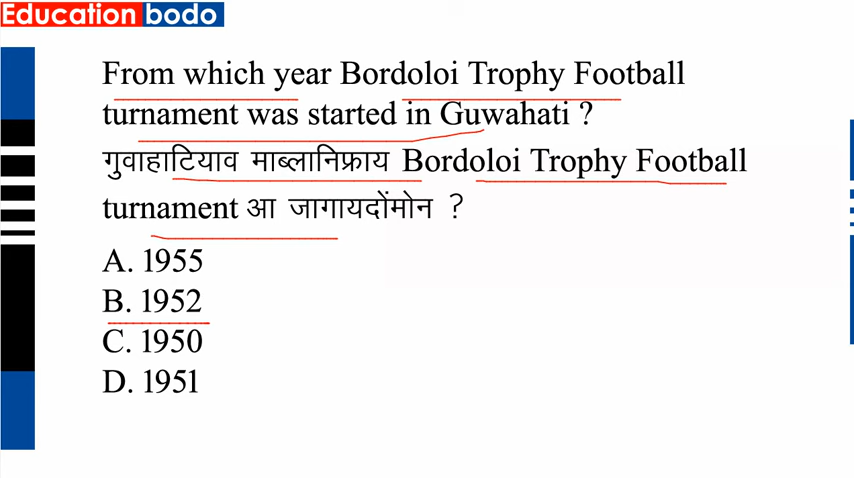 Education bodo
From which year Bordoloi Trophy Football
turnament was started in Guwahati ?
गुवाहाटियाव माब्लानिफ्राय Bordoloi Trophy Football
turnament आ जागायदोंमोन ?
A. 1955
B. 1952
C. 1950
D. 1951